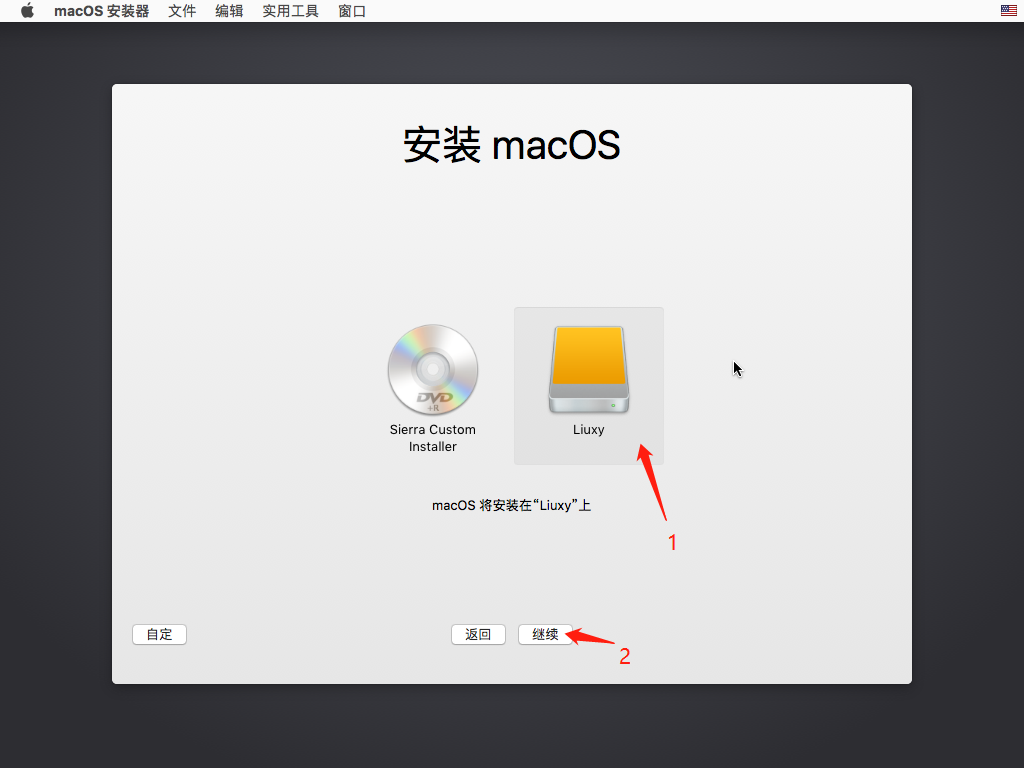 macOS 安装器 文件 编辑 实用工具 窗口
安装 macOS
DVD
+R
Sierra Custom
Installer
Liuxy
macOS 将安装在“Liuxy”上
1
自定
返回
继续
2